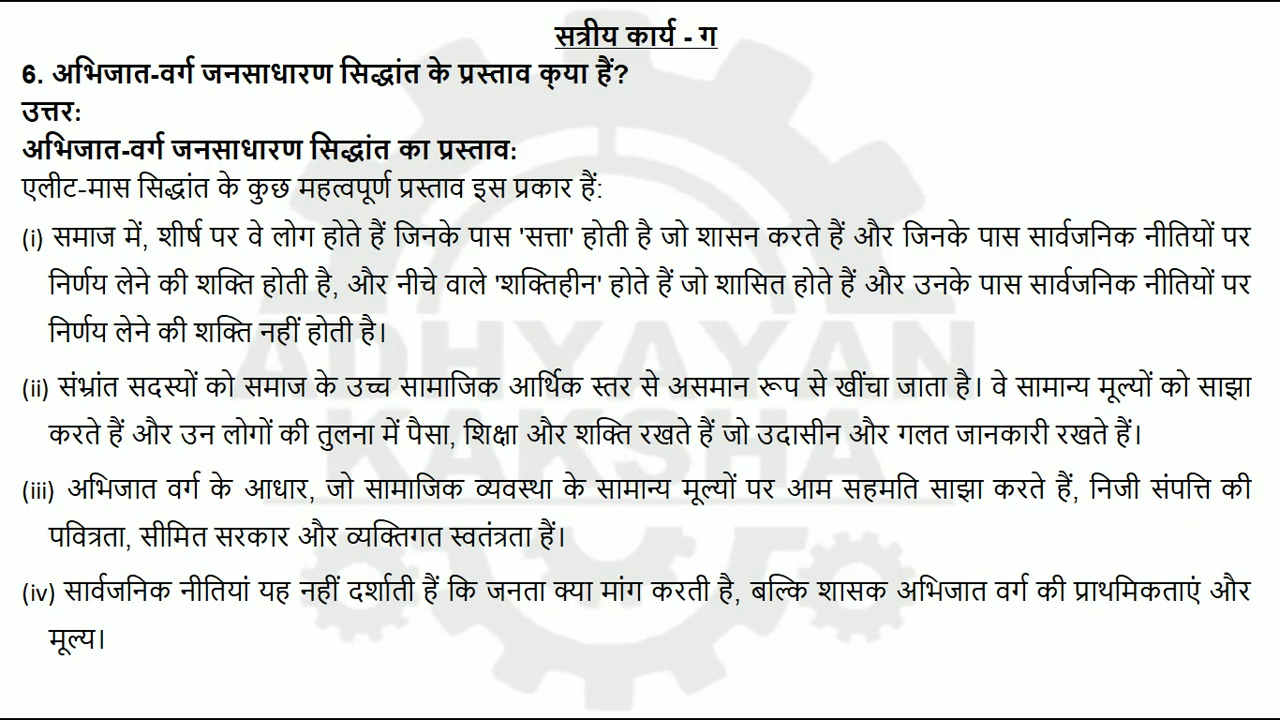 सत्रीय कार्य - ग
6. अभिजात-वर्ग जनसाधारण सिद्धांत के प्रस्ताव क्‌या हैं?
उत्तर:
अभिजात-वर्ग जनसाधारण सिद्धांत का प्रस्ताव:
एलीट-मास सिद्धांत के कुछ महत्वपूर्ण प्रस्ताव इस प्रकार हैं:
(i) समाज में, शीर्ष पर वे लोग होते हैं जिनके पास 'सत्ता' होती है जो शासन करते हैं और जिनके पास सार्वजनिक नीतियों पर
निर्णय लेने की शक्ति होती है, और नीचे वाले 'शक्तिहीन' होते हैं जो शासित होते हैं और उनके पास सार्वजनिक नीतियों पर
निर्णय लेने की शक्ति नहीं होती है।
(ii) संभ्रांत सदस्यों को समाज के उच्च सामाजिक आर्थिक स्तर से असमान रूप से खींचा जाता है। वे सामान्य मूल्यों को साझा
करते हैं और उन लोगों की तुलना में पैसा, शिक्षा और शक्ति रखते हैं जो उदासीन और गलत जानकारी रखते हैं।
(iii) अभिजात वर्ग के आधार, जो सामाजिक व्यवस्था के सामान्य मूल्यों पर आम सहमति साझा करते हैं, निजी संपत्ति की
पवित्रता, सीमित सरकार और व्यक्तिगत स्वतंत्रता हैं।
(iv) सार्वजनिक नीतियां यह नहीं दर्शाती हैं कि जनता क्या मांग करती है, बल्कि शासक अभिजात वर्ग की प्राथमिकताएं और
मूल्य।
ADHYAYAN
KAKSHA